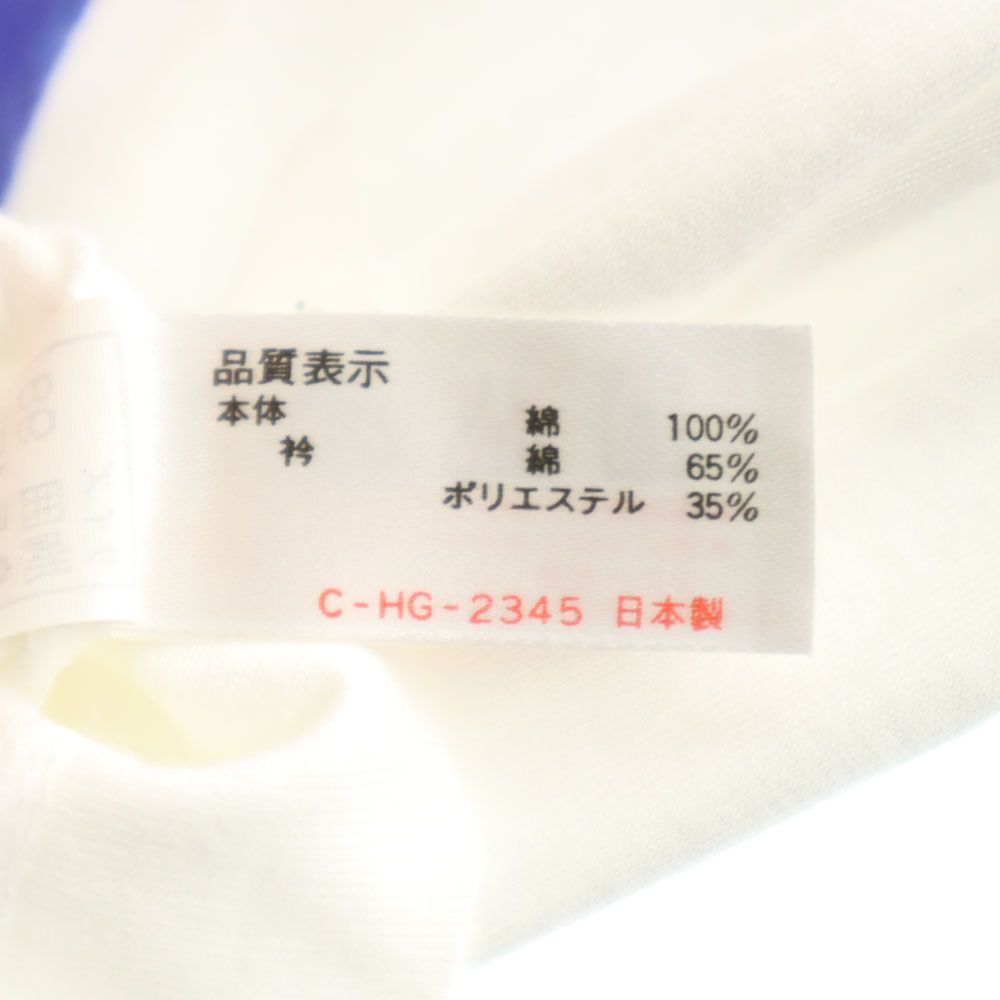 品質表示
本体 綿 100%
衿 綿 65%
ポリエステル 35%
C-HG-2345 日本製